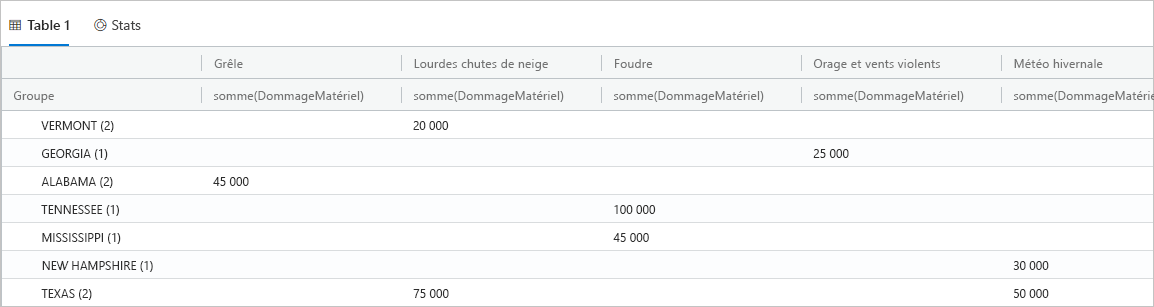 Table 1 Stats
Grêle Lourdes chutes de neige Foudre Orage et vents violents Météo hivernale
Groupe somme(DommageMatériel) somme(DommageMatériel) somme(DommageMatériel) somme(DommageMatériel) somme(DommageMatérie
VERMONT (2) 20 000
GEORGIA (1) 25 000
ALABAMA (2) 45 000
TENNESSEE (1) 100 000
MISSISSIPPI (1) 45 000
NEW HAMPSHIRE (1) 30 000
TEXAS (2) 75 000 50 000